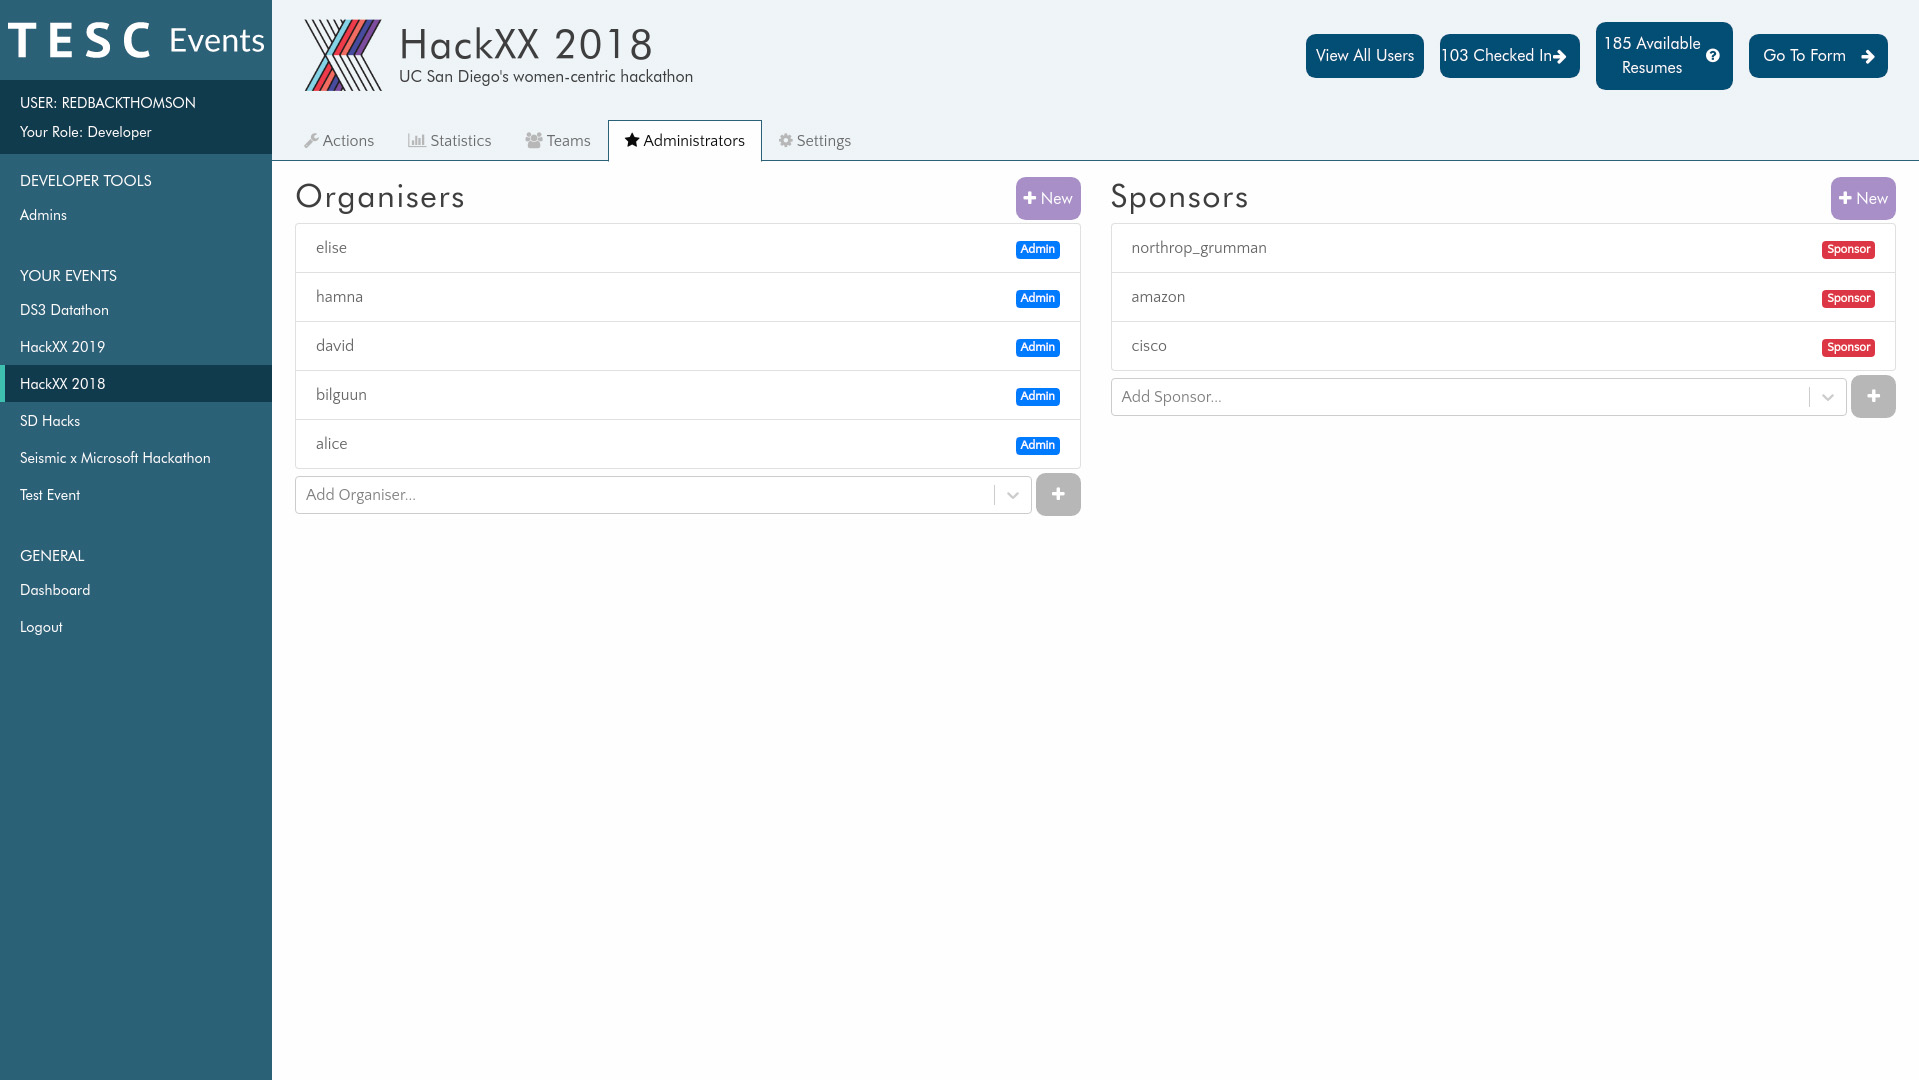 TESC Events
USER: REDBACKTHOMSON
Your Role: Developer
DEVELOPER TOOLS
Admins
YOUR EVENTS
DS3 Datathon
HackXX 2019
HackXX 2018
SD Hacks
Seismic x Microsoft Hackathon
Test Event
GENERAL
Dashboard
Logout
HackXX 2018
UC San Diego's women-centric hackathon
View All Users
103 Checked In
185 Available
Resumes
Go To Form
Actions
Statistics
Teams
Administrators
Settings
Organisers
New
elise Admin
hamna Admin
david Admin
bilguun Admin
alice Admin
Add Organiser...
Sponsors
New
northrop_grumman Sponsor
amazon Sponsor
cisco Sponsor
Add Sponsor...